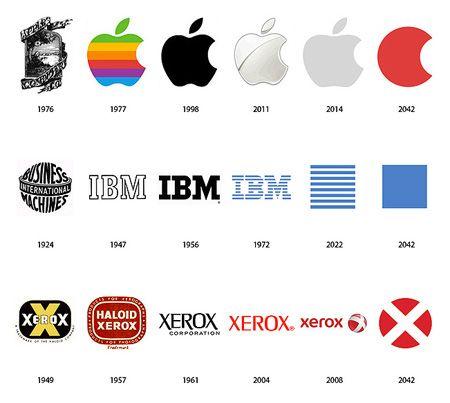 1976 1977 1998 2011 2014 2042
BUSINESS
INTERNATIONAL
MACHINES
IBM IBM IBM
1924 1947 1956 1972 2022 2042
XEROX
HALOID
XEROX
Trademark
XEROX
CORPORATION
XEROX®
xerox
1949 1957 1961 2004 2008 2042